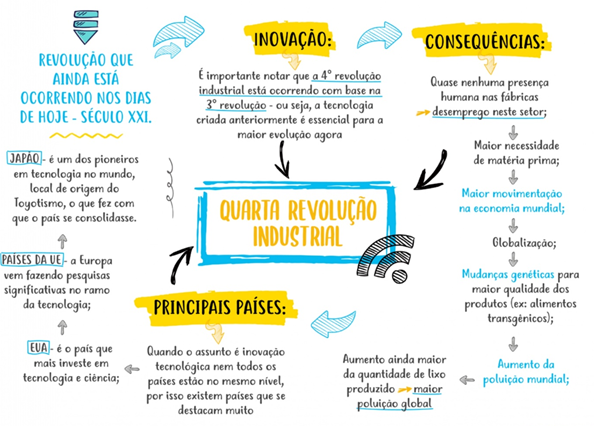 REVOLUÇÃO QUE
AINDA ESTÁ
OCORRENDO NOS DIAS
DE HOJE - SÉCULO XXI.
INOVAÇÃO:
É importante notar que a 4° revolução
industrial está ocorrendo com base na
3° revolução - ou seja, a tecnologia
criada anteriormente é essencial para a
maior evolução agora
CONSEQUÊNCIAS:
Quase nenhuma presença
humana nas fábricas
desemprego neste setor;
Maior necessidade
de matéria prima;
Maior movimentação
na economia mundial;
Globalização;
Mudanças genéticas para
maior qualidade dos
produtos (ex: alimentos
transgênicos);
Aumento da
poluição mundial;
Aumento ainda maior
da quantidade de lixo
produzido maior
poluição global
QUARTA REVOLUÇÃO
INDUSTRIAL
PRINCIPAIS PAÍSES:
Quando o assunto é inovação
tecnológica nem todos os
países estão no mesmo nível,
por isso existem países que se
destacam muito
EUA - é o país que
mais investe em
tecnologia e ciência;
PAÍSES DA UE - a Europa
vem fazendo pesquisas
significativas no ramo
da tecnologia;
JAPÃO - é um dos pioneiros
em tecnologia no mundo,
local de origem do
Toyotismo, o que fez com
que o país se consolidasse.